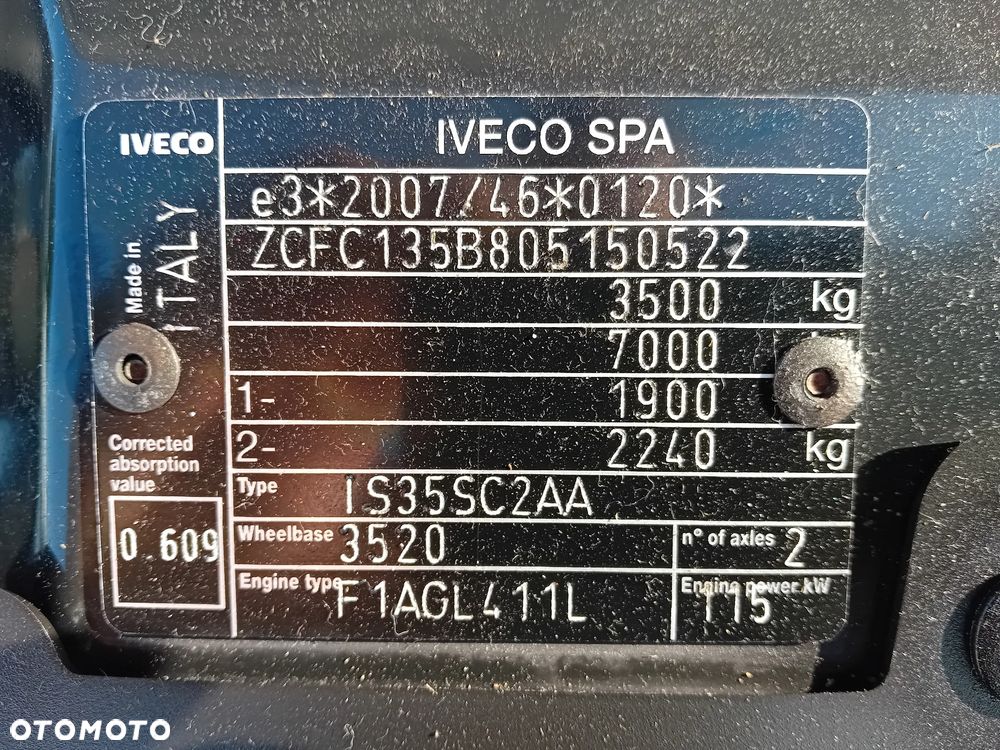 IVECO
IVECO SPA
e3*2007/46*0120*
ZCFC135B805150522
3500 kg
7000
1- 1900
2- 2240 kg
Made in
ITALY
Corrected
absorption
value
0.609
Type IS35SC2AA
Wheelbase 3520
n° of axles 2
Engine type F1AGL411L
Engine power kW 115
OTOMOTO